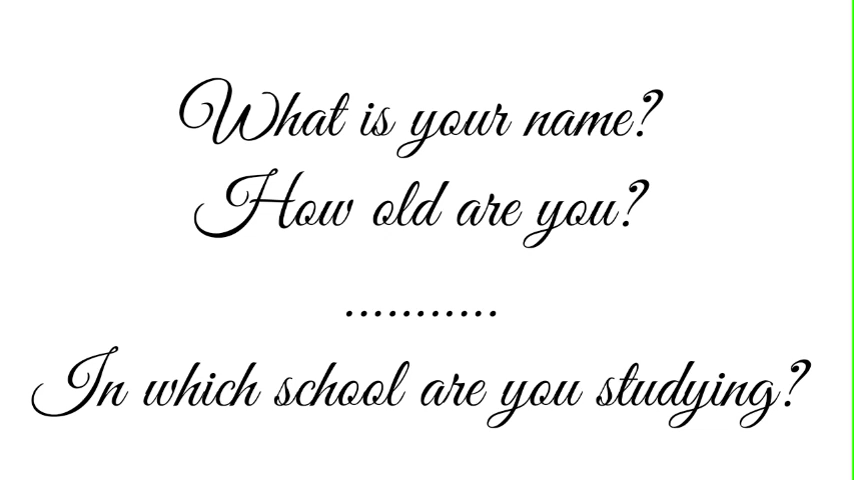 What is your name?
How old are you?
...........
In which school are you studying?